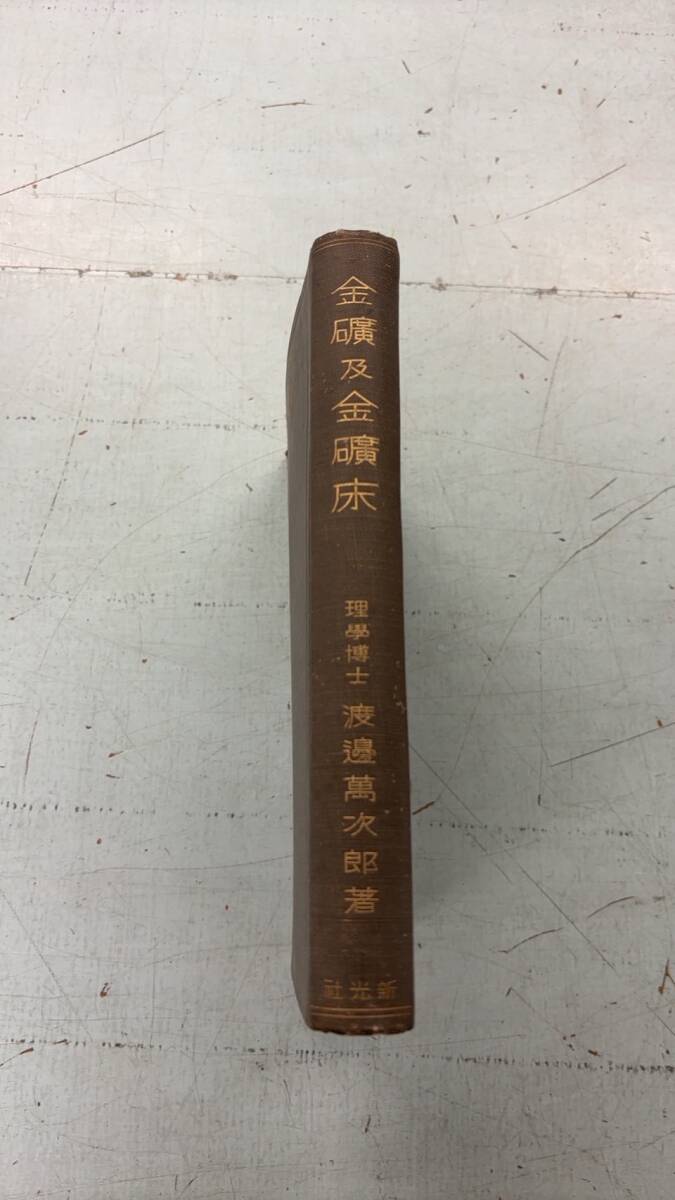 金礦及金礦床
理學博士 渡邊萬次郎著
新光社